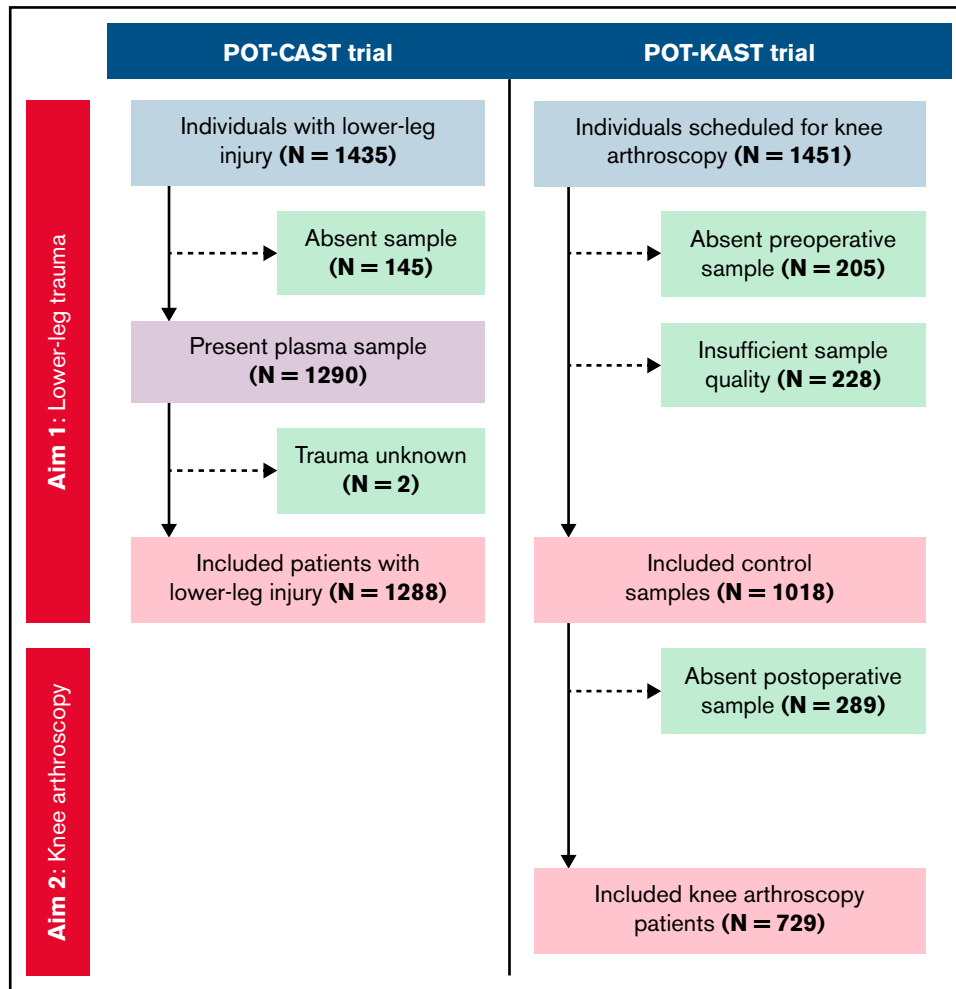 POT-CAST trial
POT-KAST trial
Aim 1: Lower-leg trauma
Individuals with lower-leg
injury (N = 1435)
Absent sample
(N = 145)
Present plasma sample
(N = 1290)
Trauma unknown
(N = 2)
Included patients with
lower-leg injury (N = 1288)
Individuals scheduled for knee
arthroscopy (N = 1451)
Absent preoperative
sample (N = 205)
Insufficient sample
quality (N = 228)
Included control
samples (N = 1018)
Aim 2: Knee arthroscopy
Absent postoperative
sample (N = 289)
Included knee arthroscopy
patients (N = 729)